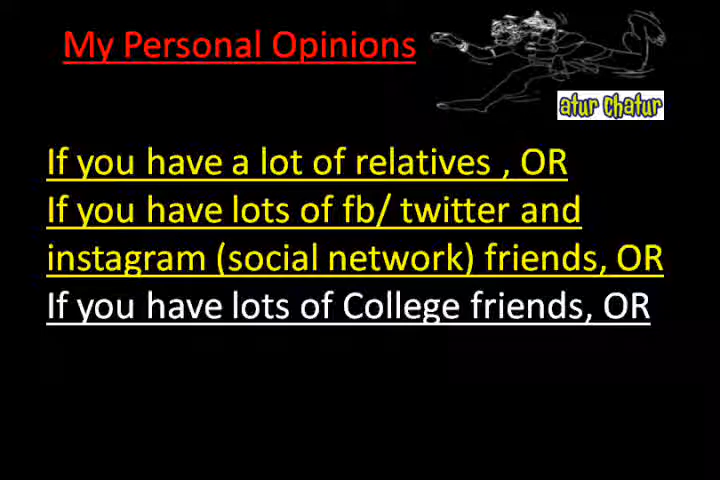 My Personal Opinions
atur chatur
If you have a lot of relatives , OR
If you have lots of fb/ twitter and
instagram (social network) friends, OR
If you have lots of College friends, OR